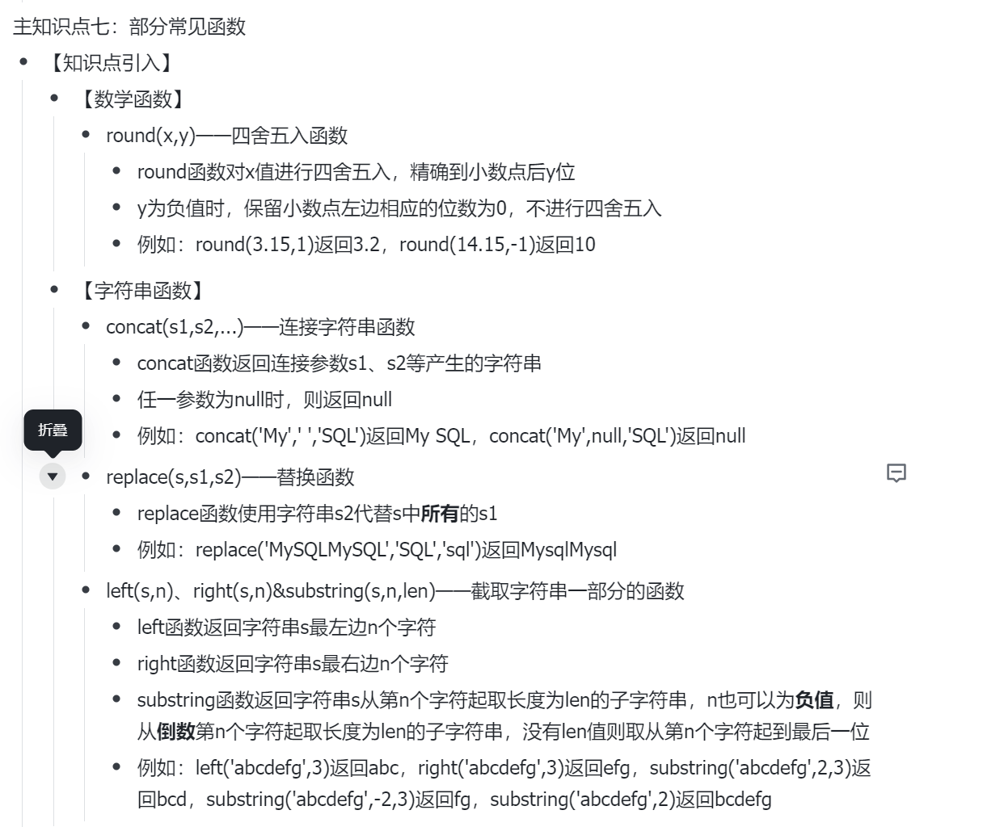 主知识点七：部分常见函数
【知识点引入】
【数学函数】
round(x,y)——四舍五入函数
round函数对x值进行四舍五入，精确到小数点后y位
y为负值时，保留小数点左边相应的位数为0，不进行四舍五入
例如：round(3.15,1)返回3.2，round(14.15,-1)返回10
【字符串函数】
concat(s1,s2,...)——连接字符串函数
concat函数返回连接参数s1、s2等产生的字符串
任一参数为null时，则返回null
折叠
例如：concat('My',' ','SQL')返回My SQL，concat('My',null,'SQL')返回null
replace(s,s1,s2)——替换函数
replace函数使用字符串s2代替s中所有的s1
例如：replace('MySQLMySQL','SQL','sql')返回MysqlMysql
left(s,n)、right(s,n)&substring(s,n,len)——截取字符串一部分的函数
left函数返回字符串s最左边n个字符
right函数返回字符串s最右边n个字符
substring函数返回字符串s从第n个字符起取长度为len的子字符串，n也可以为负值，则
从倒数第n个字符起取长度为len的子字符串，没有len值则取从第n个字符起到最后一位
例如：left('abcdefg',3)返回abc，right('abcdefg',3)返回efg，substring('abcdefg',2,3)返
回bcd，substring('abcdefg',-2,3)返回fg，substring('abcdefg',2)返回bcdefg